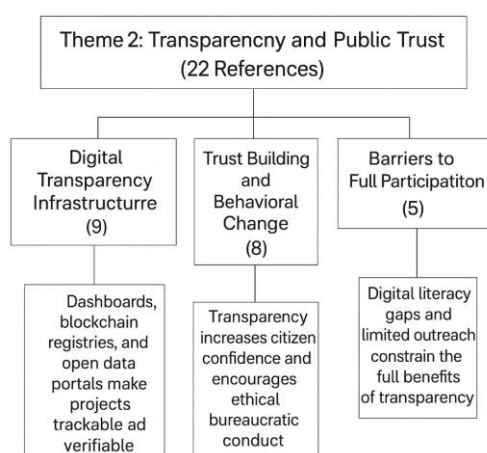 Theme 2: Transparencny and Public Trust
(22 References)
Digital
Transparency
Infrastructurre
(9)
Trust Building
and
Behavioral
Change
(8)
Barriers to
Full Participatiton
(5)
Dashboards,
blockchain
registries, and
open data
portals make
projects
trackable ad
verifiable
Transparency
increases citizen
confidence and
encourages
ethical
bureaucratic
conduct
Digital literacy
gaps and
limited outreach
constrain the
full benefits
of transparency